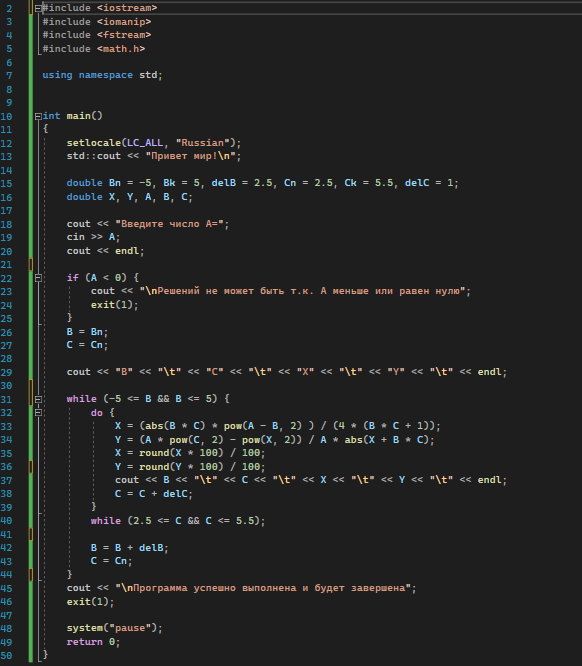 2 #include <iostream>
3 #include <iomanip>
4 #include <fstream>
5 #include <math.h>
6
7 using namespace std;
8
9
10 int main()
11 {
12 setlocale(LC_ALL, "Russian");
13 std::cout << "Привет мир!\n";
14
15 double Bn = -5, Bk = 5, delB = 2.5, Cn = 2.5, Ck = 5.5, delC = 1;
16 double X, Y, A, B, C;
17
18 cout << "Введите число A=";
19 cin >> A;
20 cout << endl;
21
22 if (A < 0) {
23 cout << "\nРешений не может быть т.к. А меньше или равен нулю";
24 exit(1);
25 }
26 B = Bn;
27 C = Cn;
28
29 cout << "B" << "\t" << "C" << "\t" << "X" << "\t" << "Y" << "\t" << endl;
30
31 while (-5 <= B && B <= 5) {
32 do {
33 X = (abs(B * C) * pow(A - B, 2) ) / (4 * (B * C + 1));
34 Y = (A * pow(C, 2) - pow(X, 2)) / A * abs(X + B * C);
35 X = round(X * 100) / 100;
36 Y = round(Y * 100) / 100;
37 cout << B << "\t" << C << "\t" << X << "\t" << Y << "\t" << endl;
38 C = C + delC;
39 }
40 while (2.5 <= C && C <= 5.5);
41
42 B = B + delB;
43 C = Cn;
44 }
45 cout << "\nПрограмма успешно выполнена и будет завершена";
46 exit(1);
47
48 system("pause");
49 return 0;
50 }